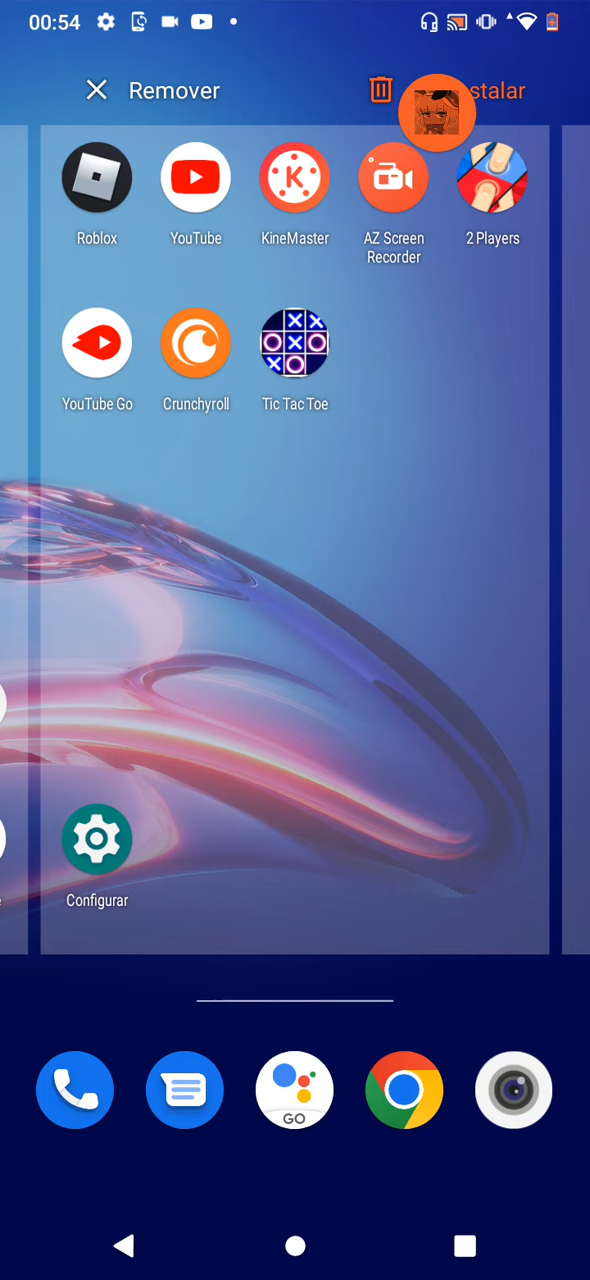 00:54
Remover
stalar
Roblox
YouTube
KineMaster
AZ Screen
Recorder
2 Players
YouTube Go
Crunchyroll
Tic Tac Toe
Configurar
GO